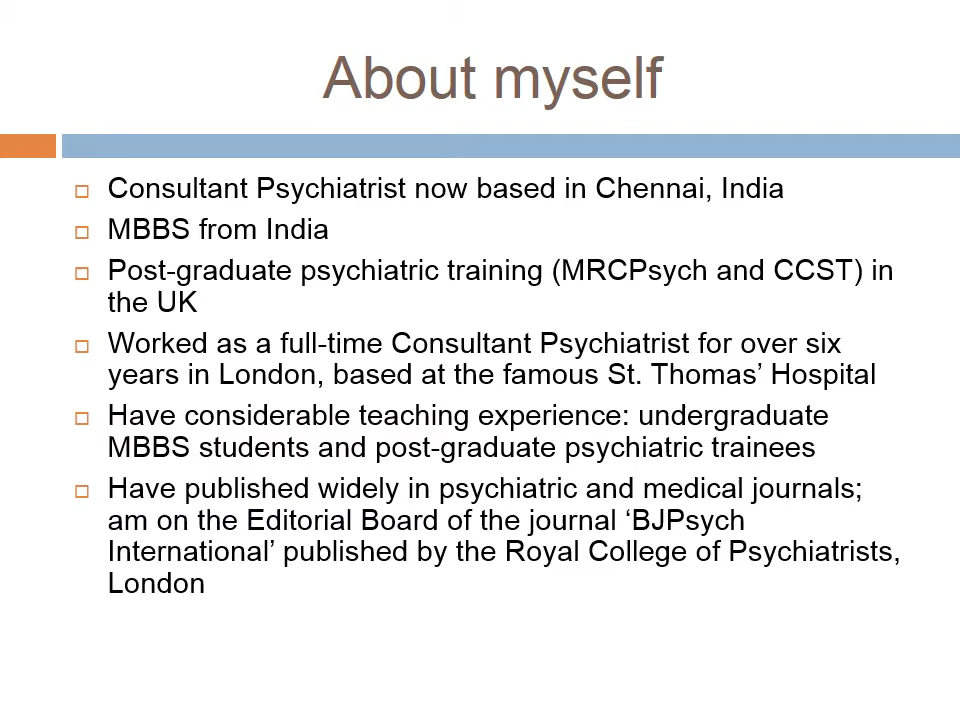 About myself
Consultant Psychiatrist now based in Chennai, India
MBBS from India
Post-graduate psychiatric training (MRCPsych and CCST) in
the UK
Worked as a full-time Consultant Psychiatrist for over six
years in London, based at the famous St. Thomas’ Hospital
Have considerable teaching experience: undergraduate
MBBS students and post-graduate psychiatric trainees
Have published widely in psychiatric and medical journals;
am on the Editorial Board of the journal ‘BJPsych
International’ published by the Royal College of Psychiatrists,
London